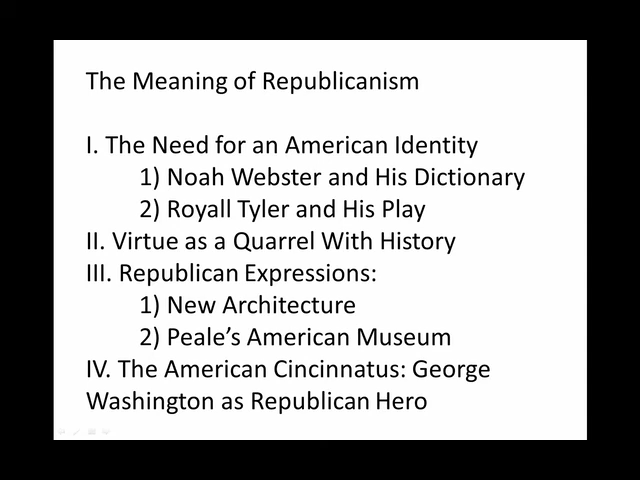 The Meaning of Republicanism
I. The Need for an American Identity
1) Noah Webster and His Dictionary
2) Royall Tyler and His Play
II. Virtue as a Quarrel With History
III. Republican Expressions:
1) New Architecture
2) Peale's American Museum
IV. The American Cincinnatus: George
Washington as Republican Hero